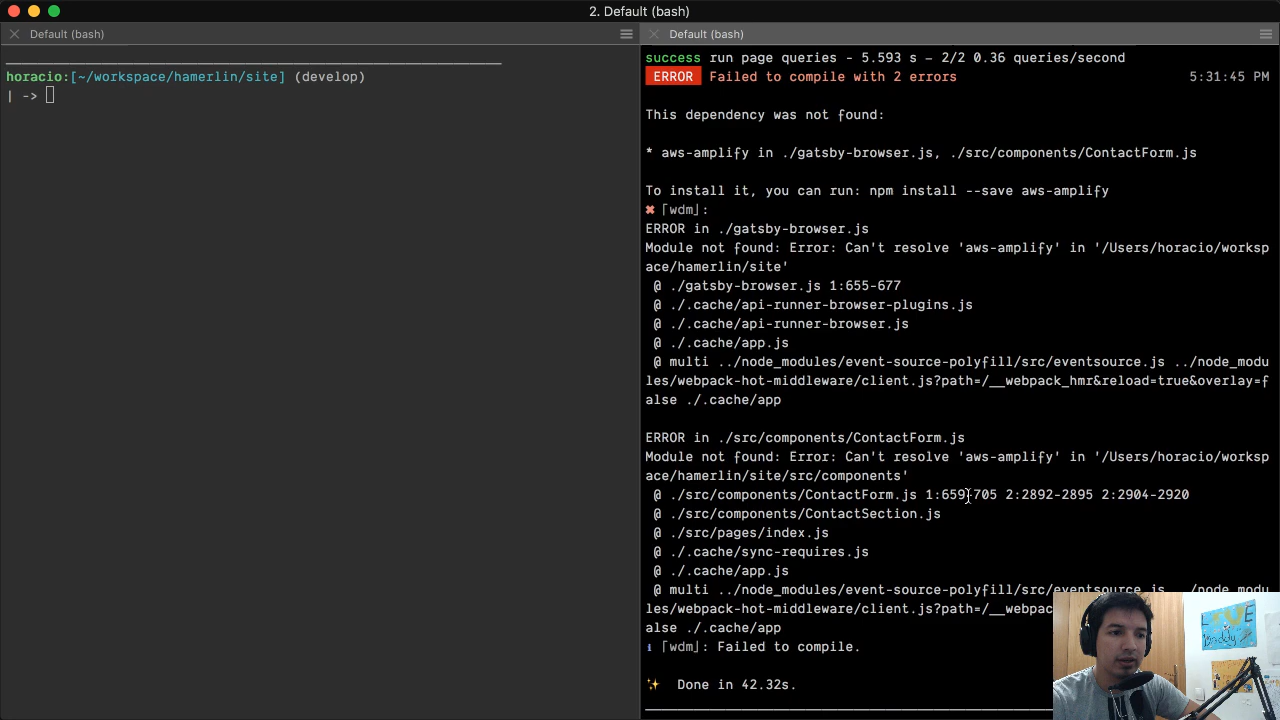 2. Default (bash)
Default (bash)
horacio:[~/workspace/hamerlin/site] (develop)
| ->
Default (bash)
success run page queries - 5.593 s — 2/2 0.36 queries/second
ERROR Failed to compile with 2 errors 5:31:45 PM
This dependency was not found:
* aws-amplify in ./gatsby-browser.js, ./src/components/ContactForm.js
To install it, you can run: npm install --save aws-amplify
✖ ｢wdm｣:
ERROR in ./gatsby-browser.js
Module not found: Error: Can't resolve 'aws-amplify' in '/Users/horacio/worksp
ace/hamerlin/site'
@ ./gatsby-browser.js 1:655-677
@ ./.cache/api-runner-browser-plugins.js
@ ./.cache/api-runner-browser.js
@ ./.cache/app.js
@ multi ../node_modules/event-source-polyfill/src/eventsource.js ../node_modu
les/webpack-hot-middleware/client.js?path=/__webpack_hmr&reload=true&overlay=f
alse ./.cache/app
ERROR in ./src/components/ContactForm.js
Module not found: Error: Can't resolve 'aws-amplify' in '/Users/horacio/worksp
ace/hamerlin/site/src/components'
@ ./src/components/ContactForm.js 1:659-705 2:2892-2895 2:2904-2920
@ ./src/components/ContactSection.js
@ ./src/pages/index.js
@ ./.cache/sync-requires.js
@ ./.cache/app.js
@ multi ../node_modules/event-source-polyfill/src/eventsource.js ../node_modu
les/webpack-hot-middleware/client.js?path=/__webpac
alse ./.cache/app
ℹ ｢wdm｣: Failed to compile.
✨ Done in 42.32s.